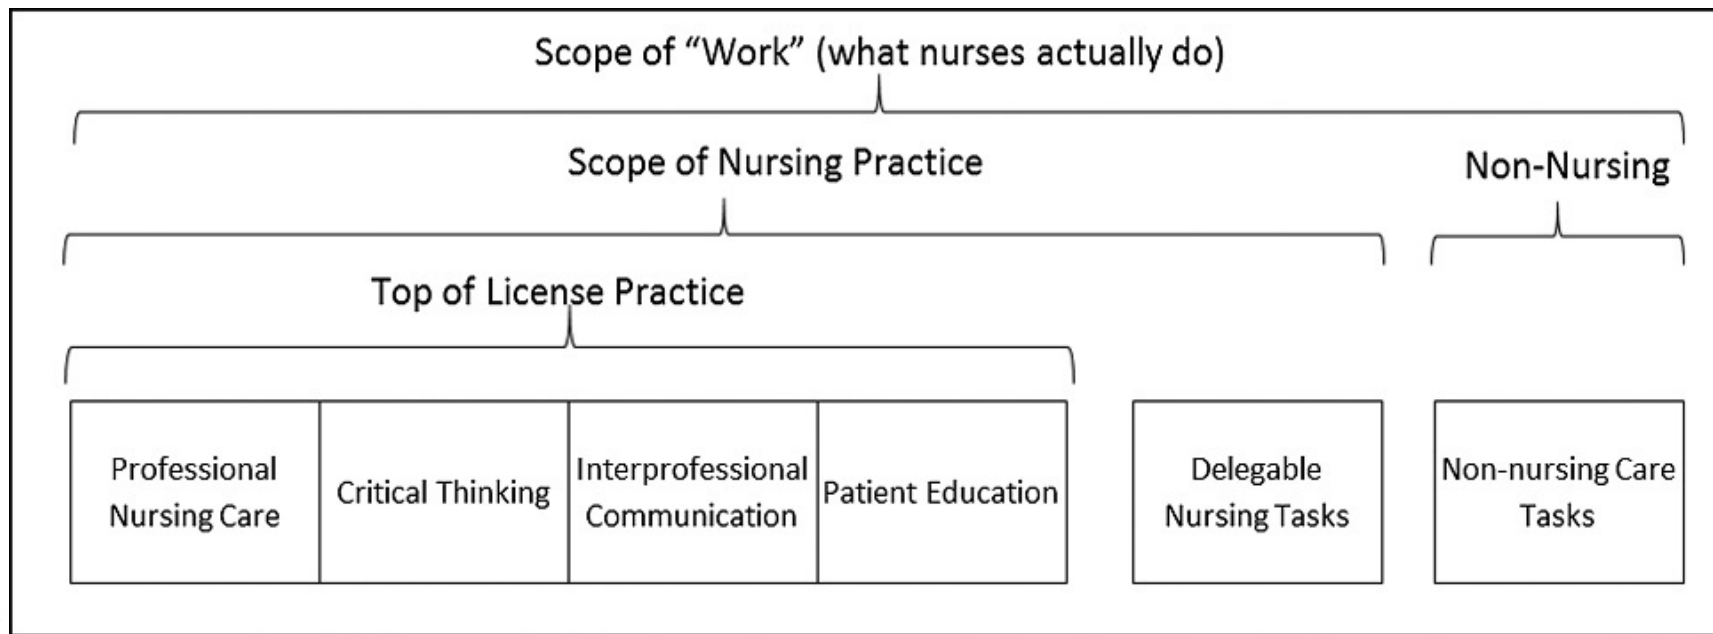 Scope of “Work” (what nurses actually do)
Scope of Nursing Practice
Non-Nursing
Top of License Practice
Professional
Nursing Care
Critical Thinking
Interprofessional
Communication
Patient Education
Delegable
Nursing Tasks
Non-nursing Care
Tasks